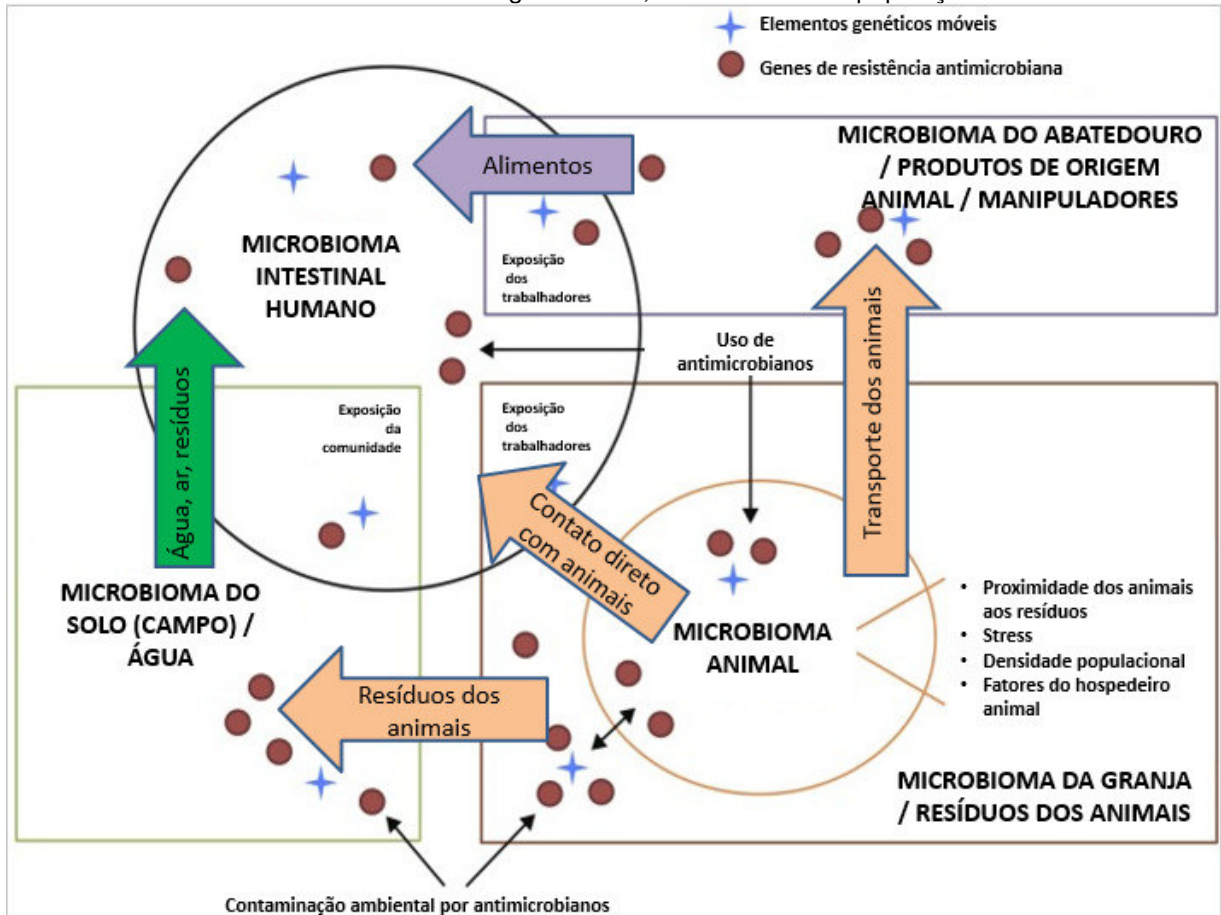 Elementos genéticos móveis
Genes de resistência antimicrobiana
MICROBIOMA DO ABATEDOURO
/ PRODUTOS DE ORIGEM
ANIMAL / MANIPULADORES
Alimentos
MICROBIOMA
INTESTINAL
HUMANO
Exposição
dos
trabalhadores
Transporte dos animais
Uso de
antimicrobianos
Água, ar, resíduos
Exposição
da
comunidade
Exposição
dos
trabalhadores
Contato direto
com animais
MICROBIOMA DO
SOLO (CAMPO) /
ÁGUA
MICROBIOMA
ANIMAL
• Proximidade dos animais
aos resíduos
• Stress
• Densidade populacional
• Fatores do hospedeiro
animal
Resíduos dos
animais
MICROBIOMA DA GRANJA
/ RESÍDUOS DOS ANIMAIS
Contaminação ambiental por antimicrobianos